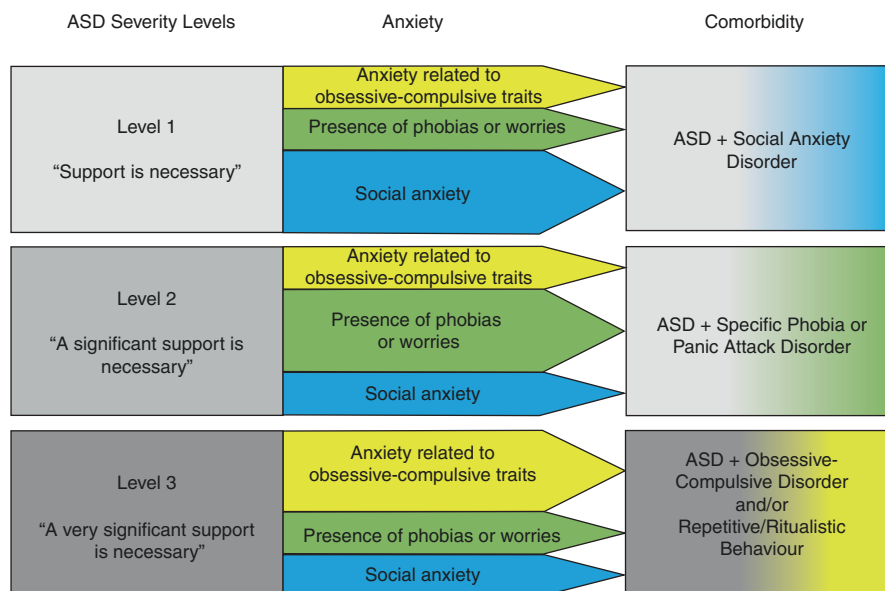 ASD Severity Levels
Anxiety
Comorbidity
Level 1
“Support is necessary”
Anxiety related to
obsessive-compulsive traits
Presence of phobias or worries
Social anxiety
ASD + Social Anxiety
Disorder
Level 2
“A significant support is
necessary”
Anxiety related to
obsessive-compulsive traits
Presence of phobias
or worries
Social anxiety
ASD + Specific Phobia or
Panic Attack Disorder
Level 3
“A very significant support
is necessary”
Anxiety related to
obsessive-compulsive traits
Presence of phobias or worries
Social anxiety
ASD + Obsessive-
Compulsive Disorder
and/or
Repetitive/Ritualistic
Behaviour